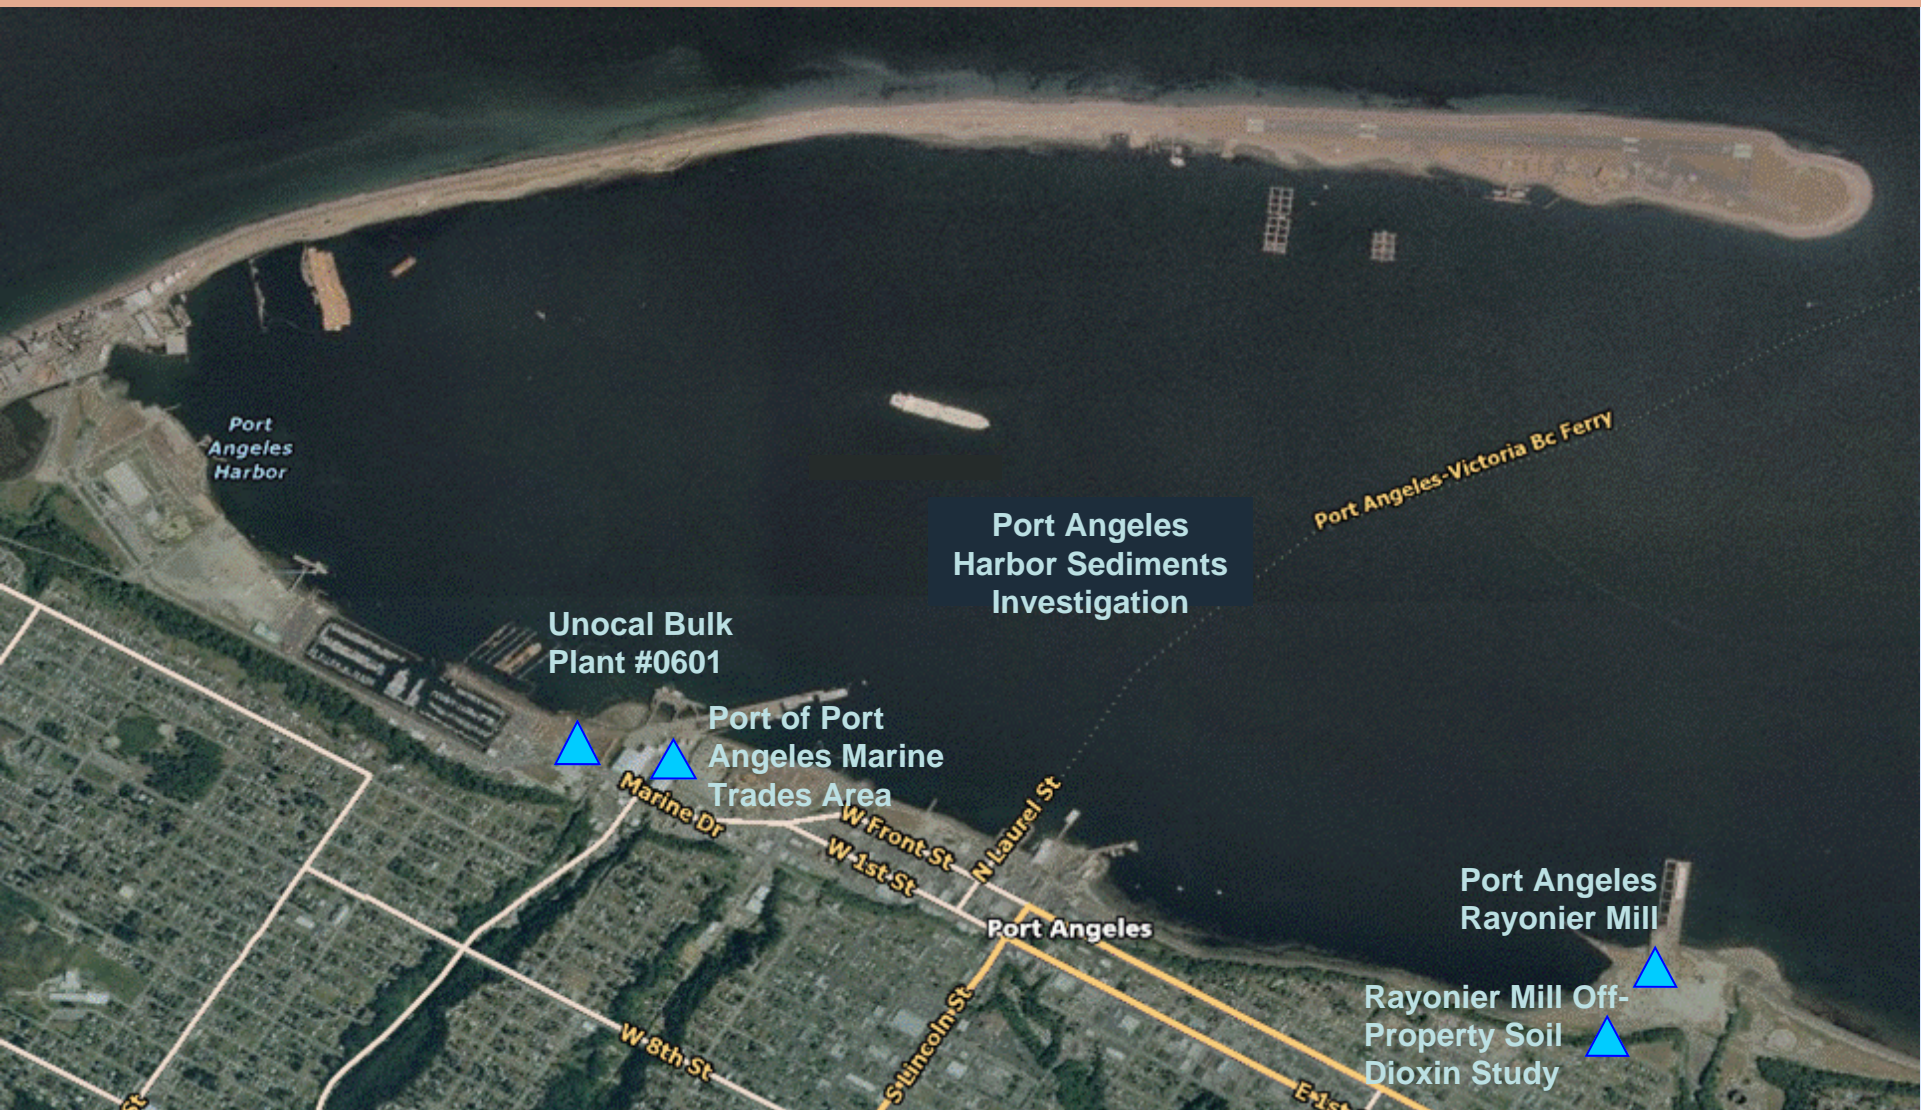 Port
Angeles
Harbor
Port Angeles-Victoria Bc Ferry
Port Angeles
Harbor Sediments
Investigation
Unocal Bulk
Plant #0601
Port of Port
Angeles Marine
Trades Area
Marine Dr
W Front St
W 1st St
N Laurel St
Port Angeles
Port Angeles
Rayonier Mill
Rayonier Mill Off-
Property Soil
Dioxin Study
W 8th St
S Lincoln St
E 1st
St